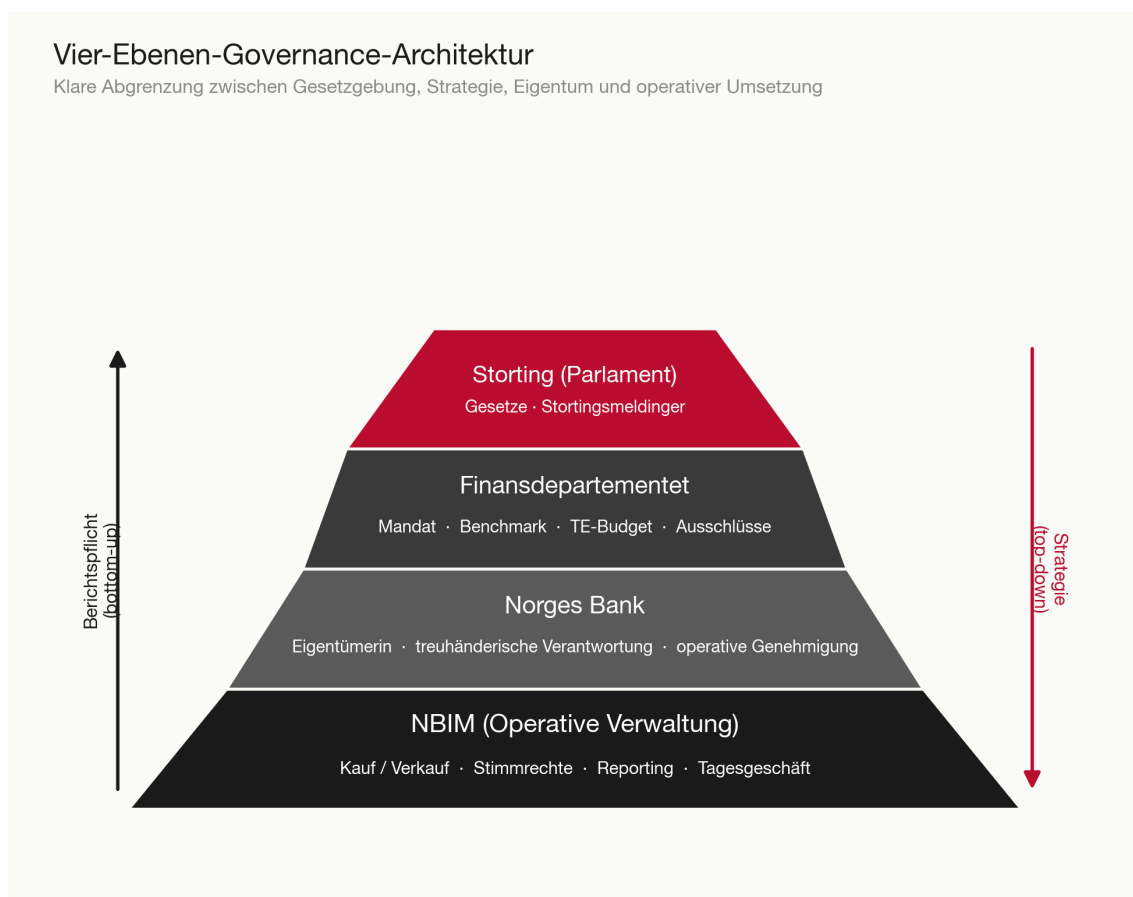 Vier-Ebenen-Governance-Architektur
Klare Abgrenzung zwischen Gesetzgebung, Strategie, Eigentum und operativer Umsetzung
Storting (Parlament)
Gesetze · Stortingsmeldinger
Finansdepartementet
Mandat · Benchmark · TE-Budget · Ausschlüsse
Berichtspflicht
(bottom-up)
Strategie
(top-down)
Norges Bank
Eigentümerin · treuhänderische Verantwortung · operative Genehmigung
NBIM (Operative Verwaltung)
Kauf / Verkauf · Stimmrechte · Reporting · Tagesgeschäft